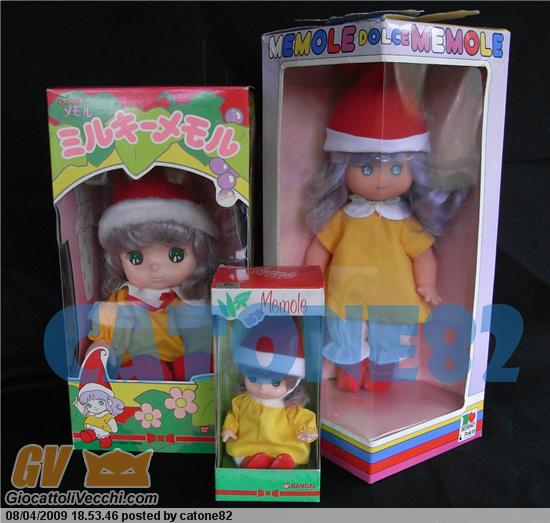 MEMOLE DOLCE MEMOLE
メモル
ミルキーメモル
Memole
CATONE82
BANDAI
GV
GiocattoliVecchi.com
08/04/2009 18.53.46 posted by catone82